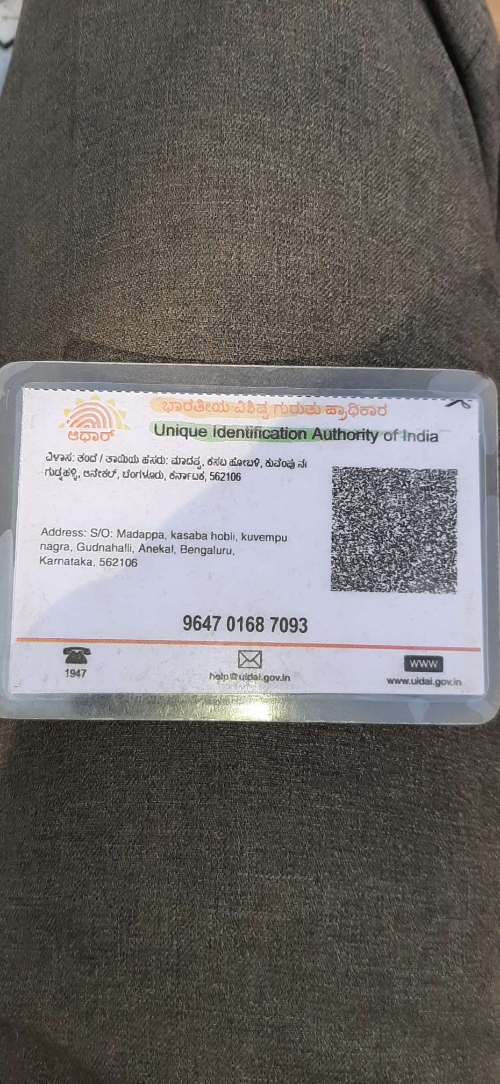 ಭಾರತೀಯ ವಿಶಿಷ್ಟ ಗುರುತು ಪ್ರಾಧಿಕಾರ
ಆಧಾರ್
Unique Identification Authority of India
ವಿಳಾಸ: ತಂದೆ / ತಾಯಿಯ ಹೆಸರು: ಮಾದಪ್ಪ, ಕಸಬ ಹೋಬಳಿ, ಕುವೆಂಪು
ಗುಡ್ನಹಳ್ಳಿ, ಆನೇಕಲ್, ಬೆಂಗಳೂರು, ಕರ್ನಾಟಕ, 562106
Address: S/O: Madappa, kasaba hobli, kuvempu
nagra, Gudnahalli, Anekal, Bengaluru,
Karnataka, 562106
9647 0168 7093
WWW
1947
help@uidai.gov.in
www.uidai.gov.in